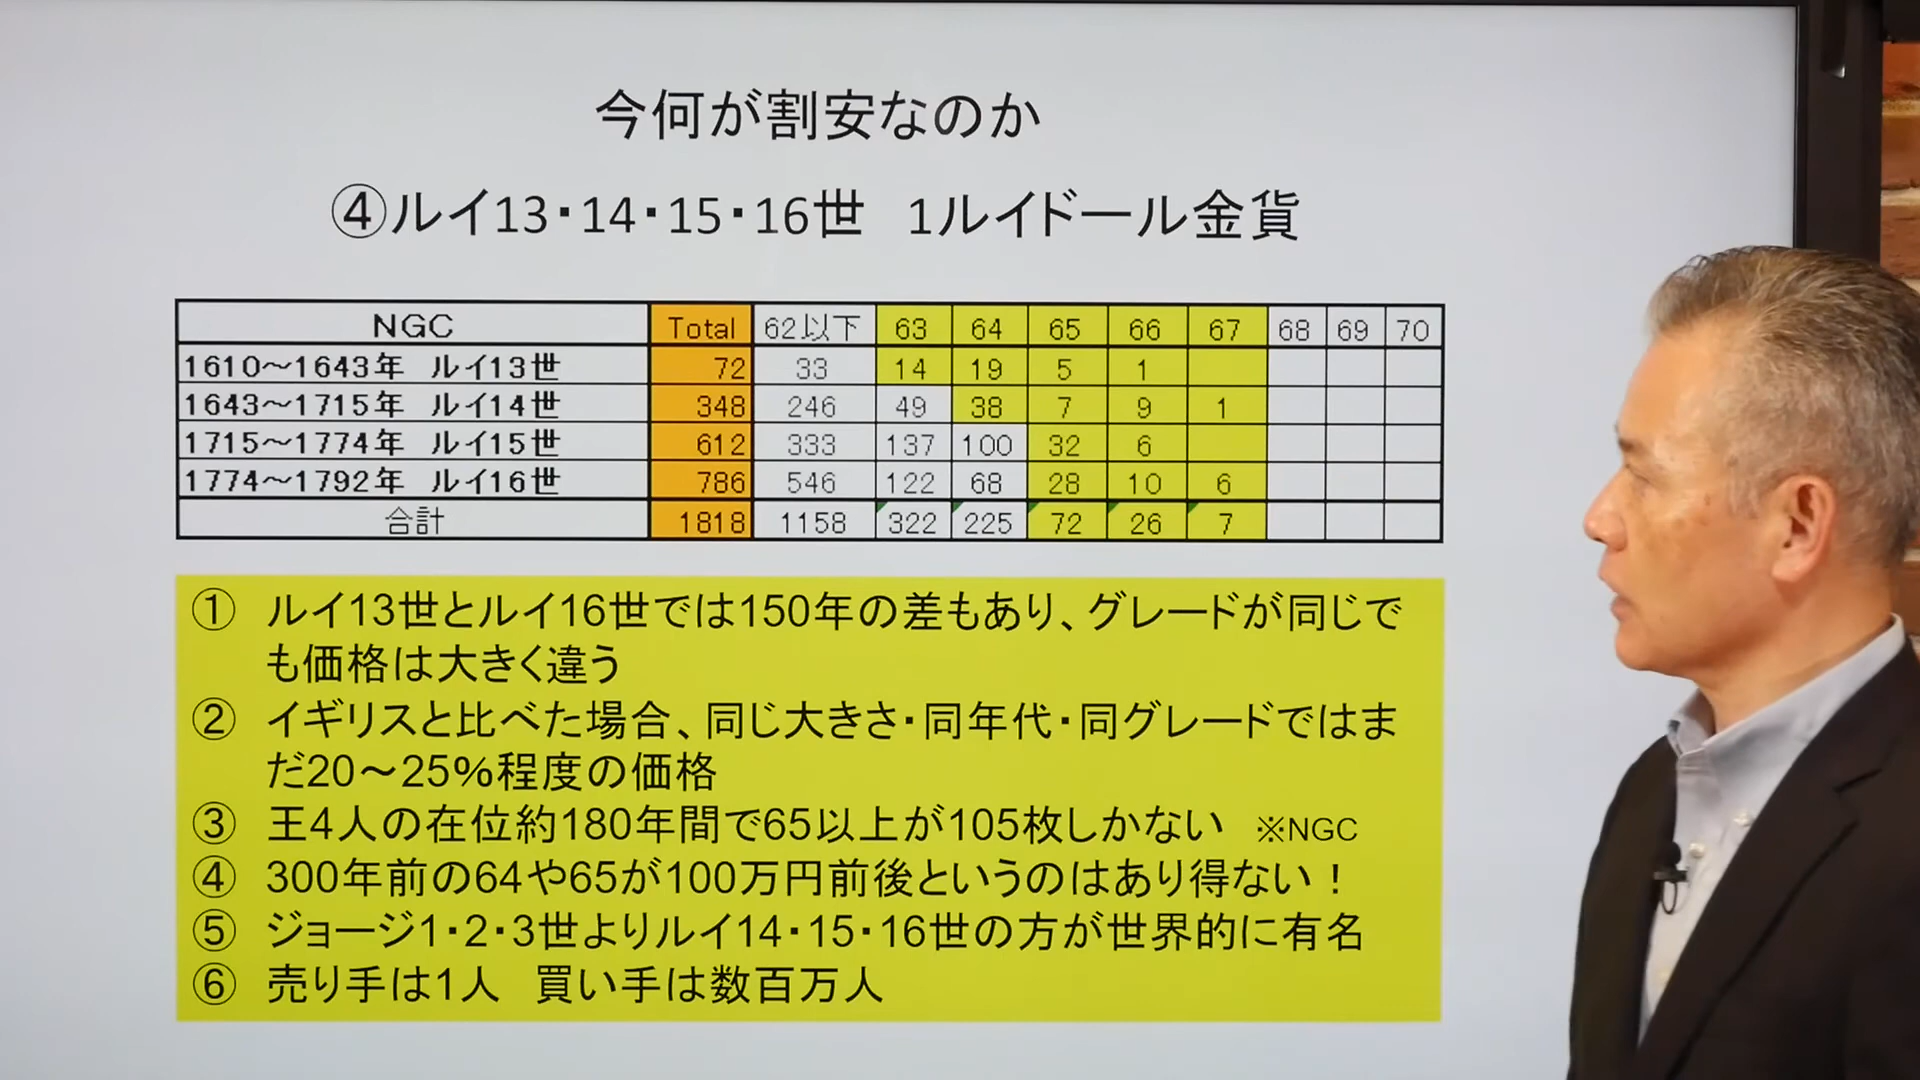 今何が割安なのか
④ルイ13・14・15・16世 1ルイドール金貨
NGC Total 62以下 63 64 65 66 67 68 69 70
1610～1643年 ルイ13世 72 33 14 19 5 1
1643～1715年 ルイ14世 348 246 49 38 7 9 1
1715～1774年 ルイ15世 612 333 137 100 32 6
1774～1792年 ルイ16世 786 546 122 68 28 10 6
合計 1818 1158 322 225 72 26 7
① ルイ13世とルイ16世では150年の差もあり、グレードが同じで
も価格は大きく違う
② イギリスと比べた場合、同じ大きさ・同年代・同グレードではま
だ20～25%程度の価格
③ 王4人の在位約180年間で65以上が105枚しかない ※NGC
④ 300年前の64や65が100万円前後というのはあり得ない！
⑤ ジョージ1・2・3世よりルイ14・15・16世の方が世界的に有名
⑥ 売り手は1人 買い手は数百万人